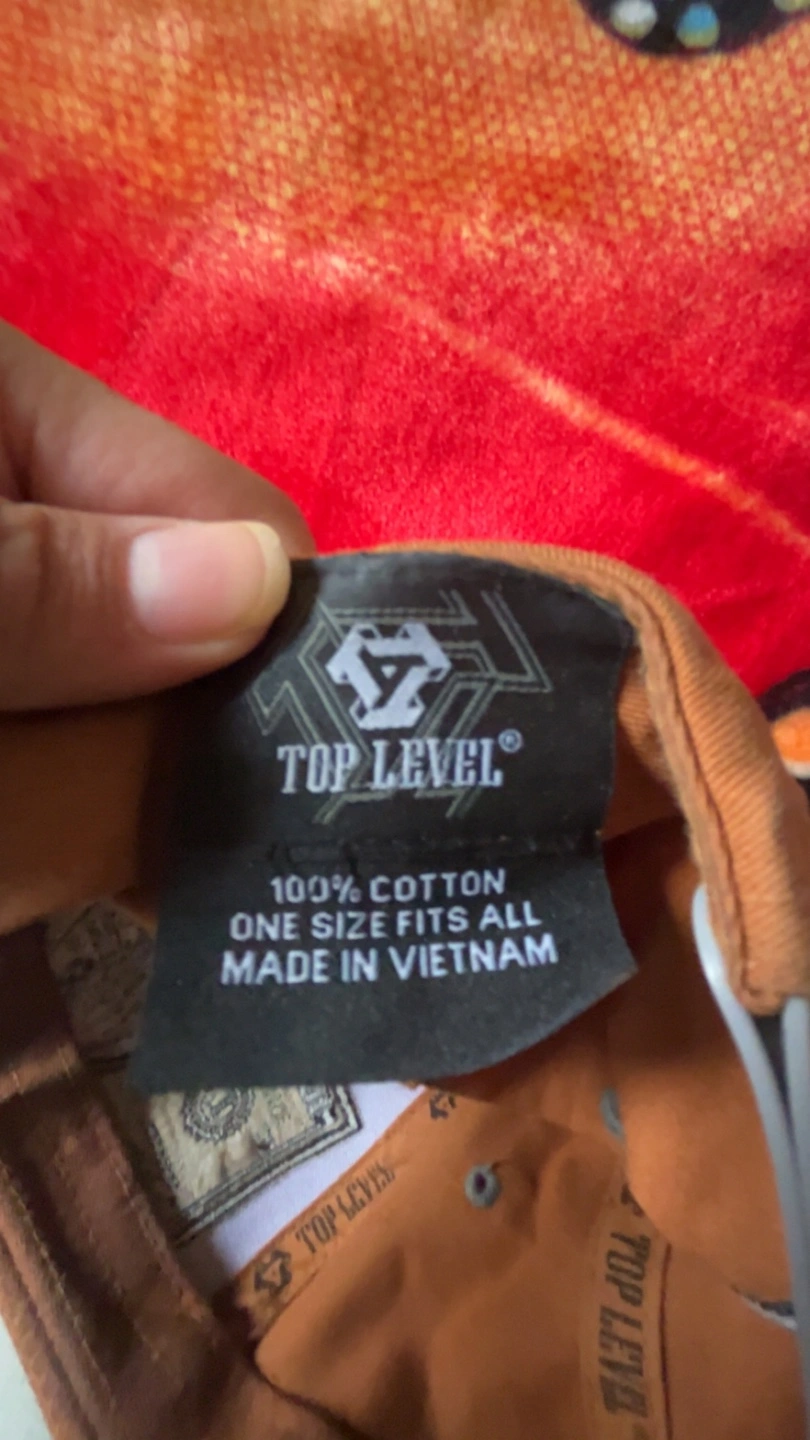 TOP LEVEL®
100% COTTON
ONE SIZE FITS ALL
MADE IN VIETNAM
TOP LEVEL
TOP LEVEL